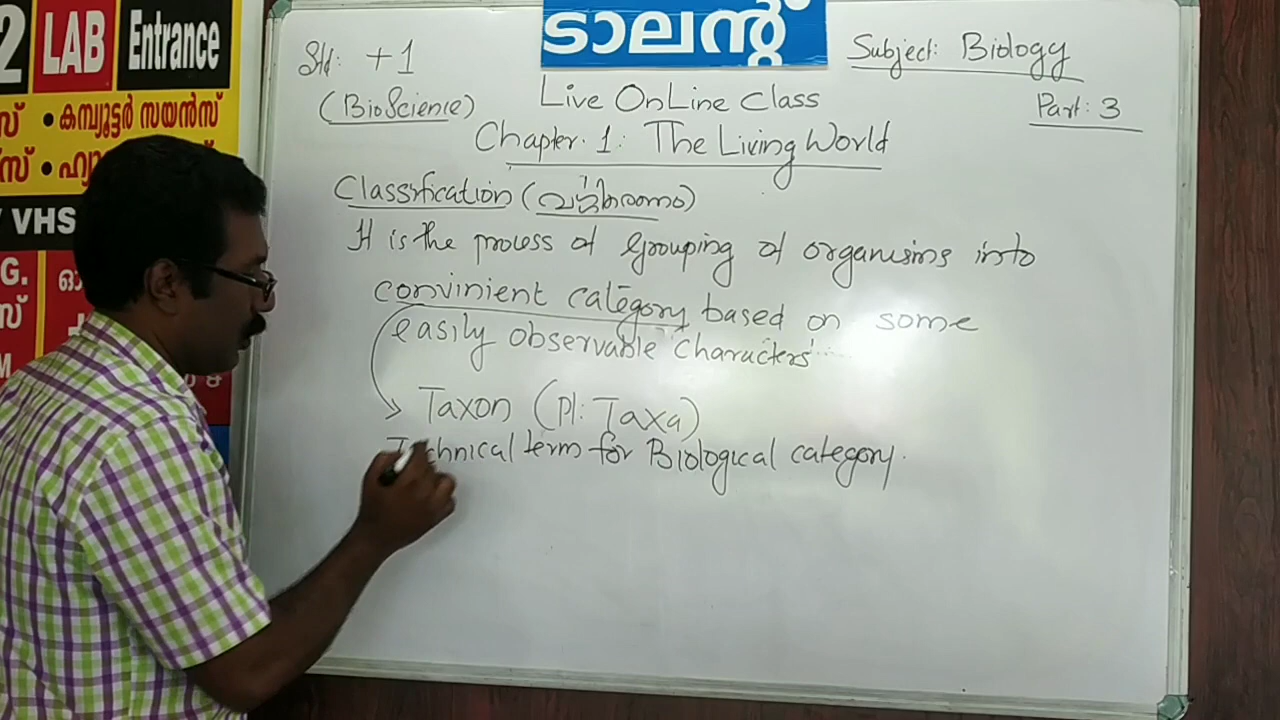 2 LAB Entrance
സ് • കമ്പ്യൂട്ടർ സയൻസ്
VHS
G.
സ്
M
ടാലന്റ്
Std: +1
(BioScience)
Subject: Biology
Part: 3
Live OnLine Class
Chapter. 1: The Living World
Classification (വർഗ്ഗീകരണം)
It is the process of grouping of organisms into
convinient category based on some
easily observable characters
Taxon (Pl: Taxa)
Technical term for Biological category.